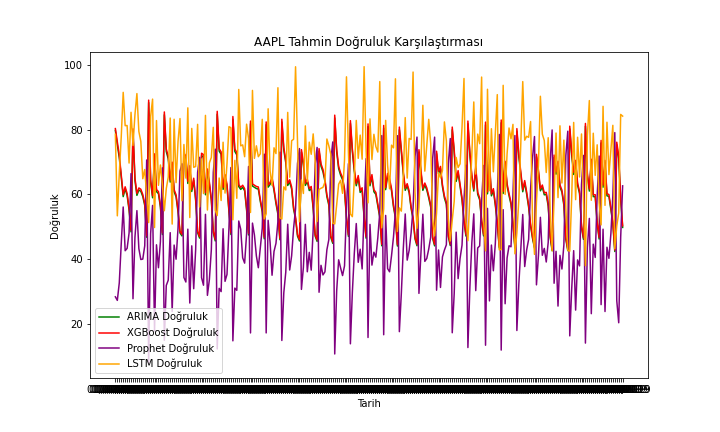 AAPL Tahmin Doğruluk Karşılaştırması
Doğruluk
100
80
60
40
20
ARIMA Doğruluk
XGBoost Doğruluk
Prophet Doğruluk
LSTM Doğruluk
Tarih